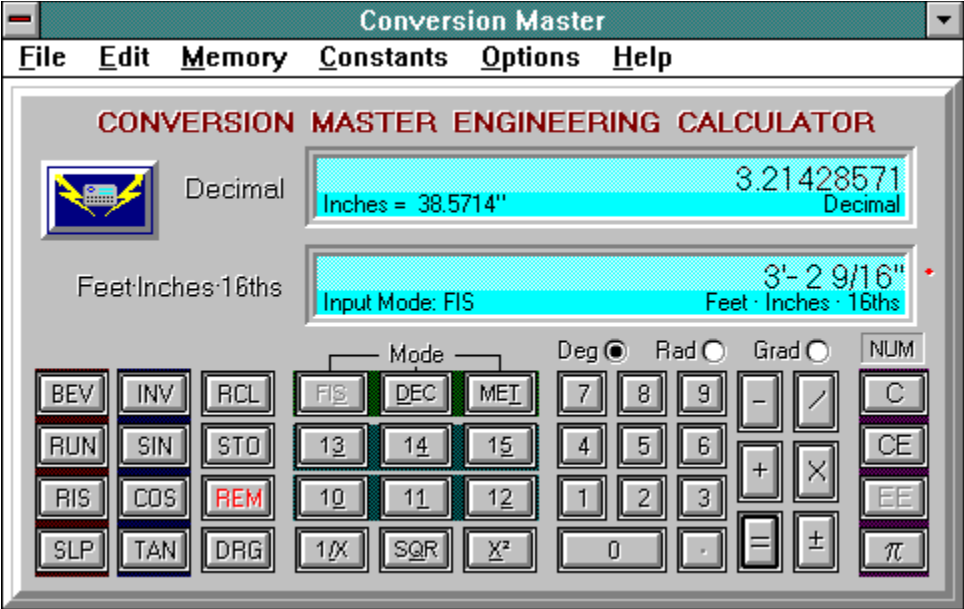 Conversion Master
File Edit Memory Constants Options Help
CONVERSION MASTER ENGINEERING CALCULATOR
Decimal
3.21428571
Inches = 38.5714" Decimal
Feet·Inches·16ths
3'- 2 9/16"
Input Mode: FIS Feet · Inches · 16ths
Mode Deg Rad Grad NUM
BEV INV RCL FIS DEC MET 7 8 9 - / C
RUN SIN STO 13 14 15 4 5 6 + X CE
RIS COS REM 10 11 12 1 2 3 EE
SLP TAN DRG 1/X SQR X² 0 . = ± π